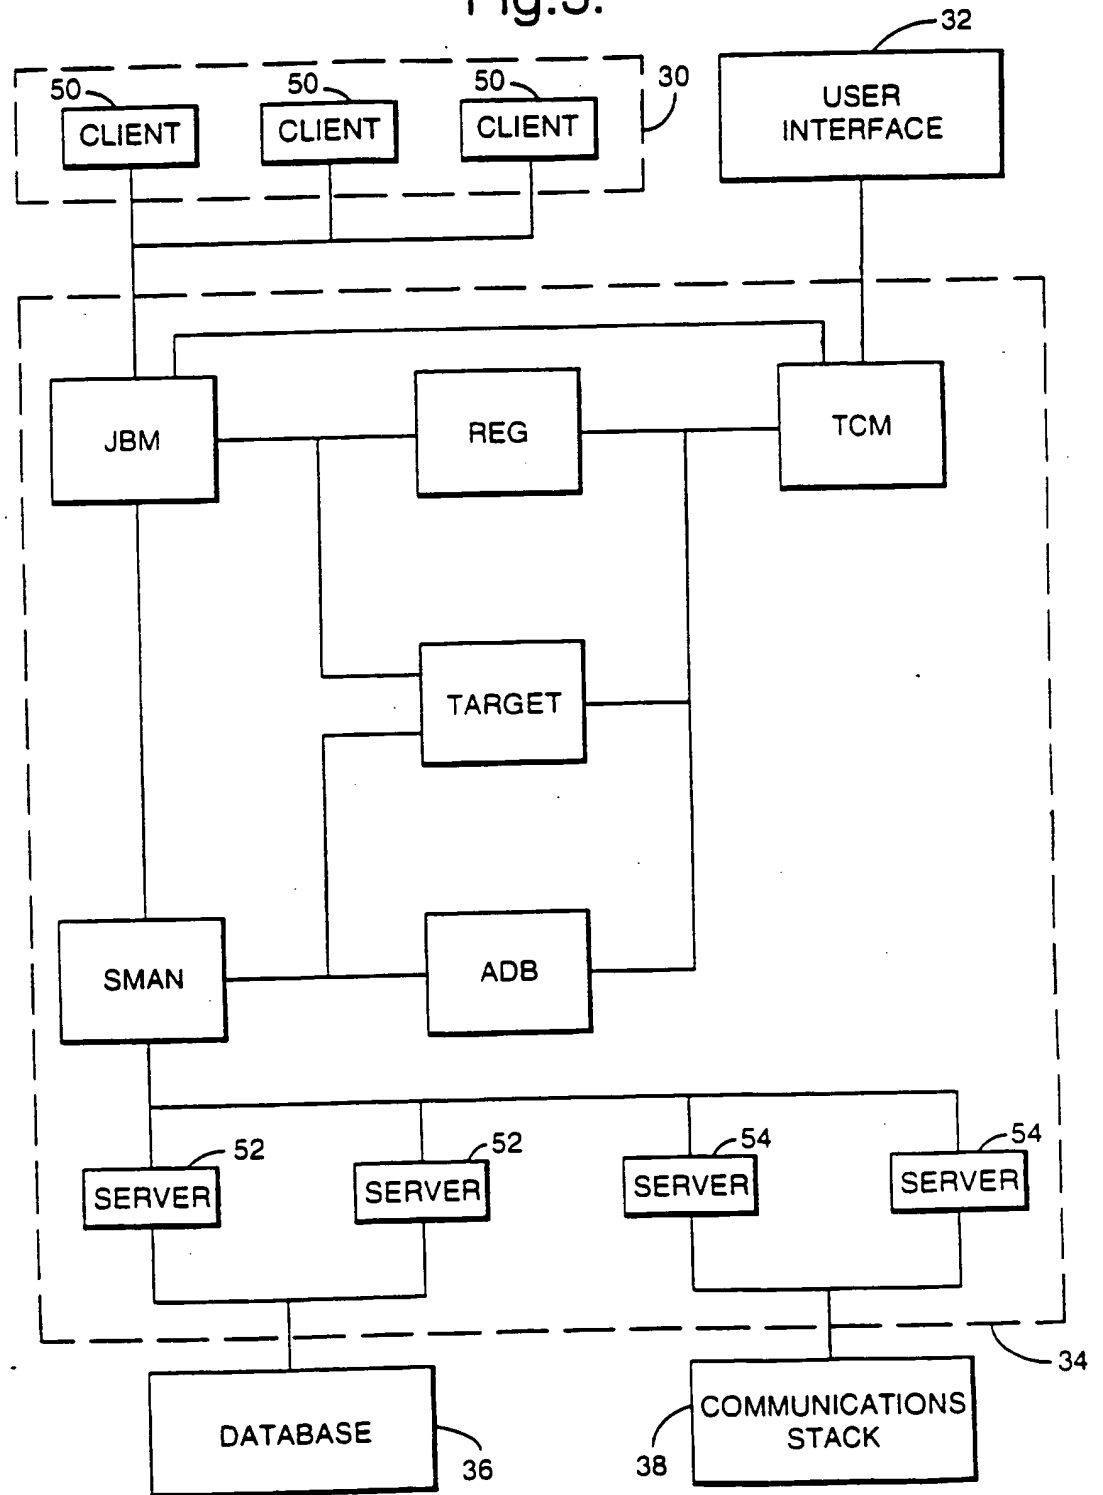 Fig.3.
32
50
50
50
30
CLIENT
CLIENT
CLIENT
USER
INTERFACE
JBM
REG
TCM
TARGET
SMAN
ADB
52
52
54
54
SERVER
SERVER
SERVER
SERVER
34
DATABASE
COMMUNICATIONS
STACK
36
38